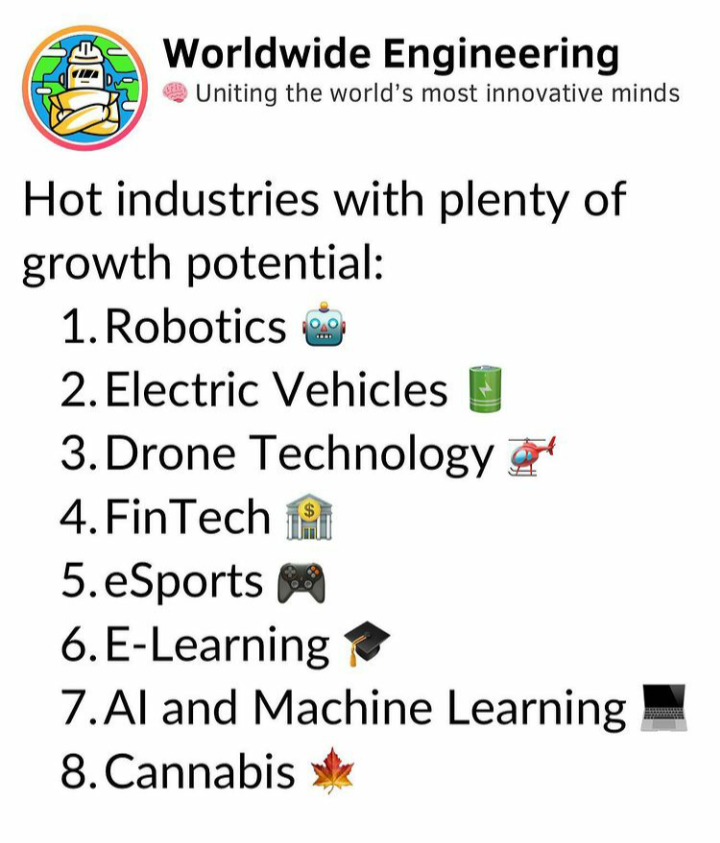 Worldwide Engineering
🧠 Uniting the world's most innovative minds
Hot industries with plenty of
growth potential:
1. Robotics 🤖
2. Electric Vehicles 🔋
3. Drone Technology 🚁
4. FinTech 🏦
5. eSports 🎮
6. E-Learning 🎓
7. AI and Machine Learning 💻
8. Cannabis 🍁